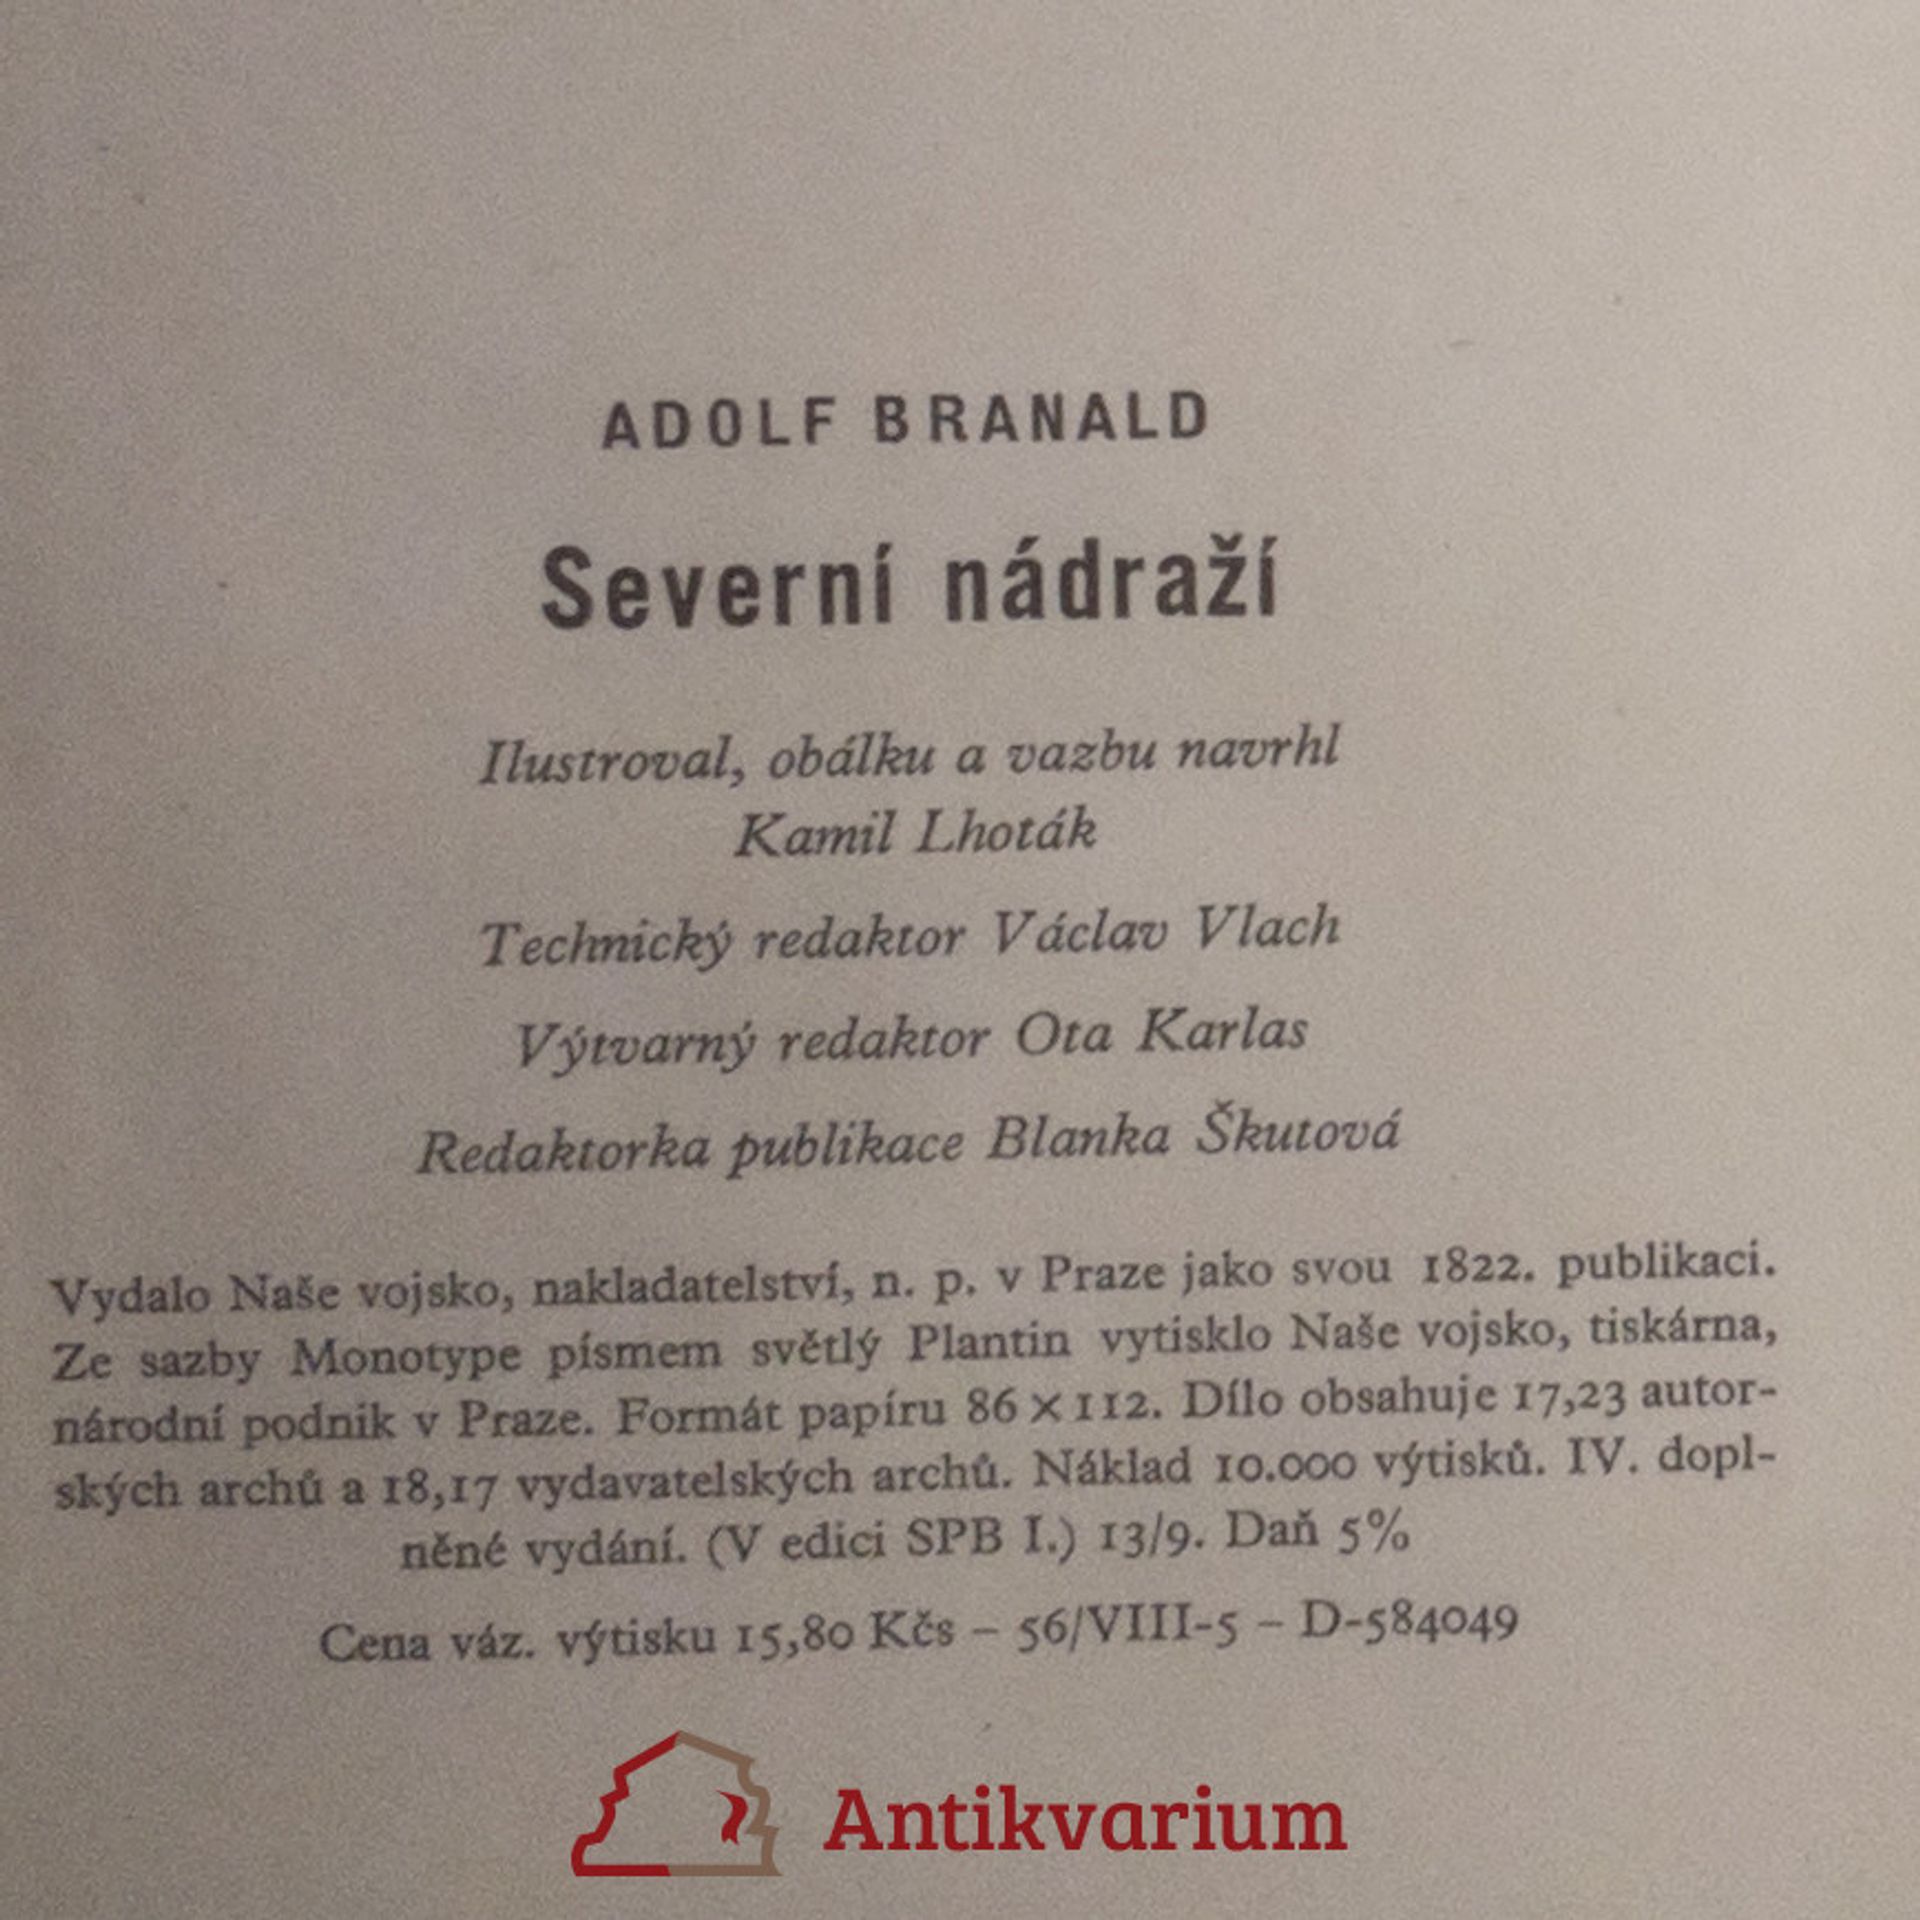 ADOLF BRANALD
Severní nádraží
Ilustroval, obálku a vazbu navrhl
Kamil Lhoták
Technický redaktor Václav Vlach
Výtvarný redaktor Ota Karlas
Redaktorka publikace Blanka Škutová
Vydalo Naše vojsko, nakladatelství, n. p. v Praze jako svou 1822. publikaci.
Ze sazby Monotype písmem světlý Plantin vytisklo Naše vojsko, tiskárna,
národní podnik v Praze. Formát papíru 86 × 112. Dílo obsahuje 17,23 autor-
ských archů a 18,17 vydavatelských archů. Náklad 10.000 výtisků. IV. dopl-
něné vydání. (V edici SPB I.) 13/9. Daň 5%
Cena váz. výtisku 15,80 Kčs – 56/VIII-5 – D-584049
Antikvarium